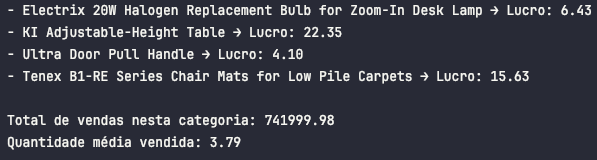 - Electrix 20W Halogen Replacement Bulb for Zoom-In Desk Lamp → Lucro: 6.43
- KI Adjustable-Height Table → Lucro: 22.35
- Ultra Door Pull Handle → Lucro: 4.10
- Tenex B1-RE Series Chair Mats for Low Pile Carpets → Lucro: 15.63
Total de vendas nesta categoria: 741999.98
Quantidade média vendida: 3.79